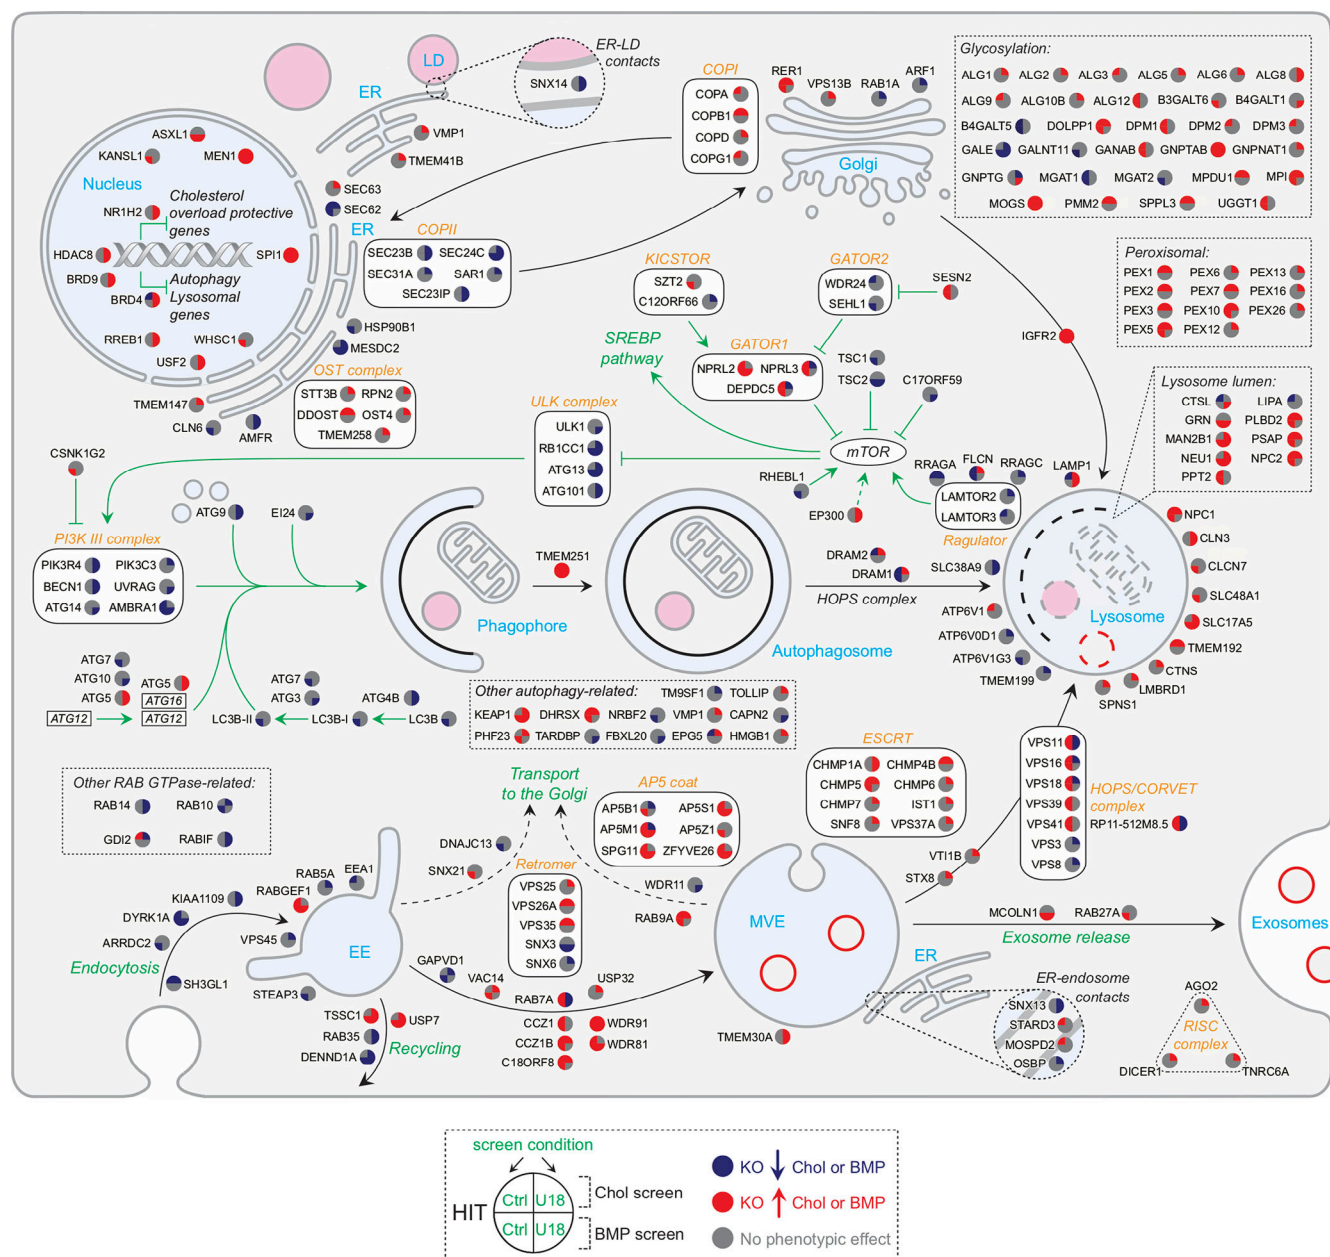 ER-LD
contacts
LD
SNX14
ER
VMP1
TMEM41B
COPI
COPA
COPB1
COPD
COPG1
RER1
VPS13B
RAB1A
ARF1
Golgi
Glycosylation:
ALG1 ALG2 ALG3 ALG5 ALG6 ALG8
ALG9 ALG10B ALG12 B3GALT6 B4GALT1
B4GALT5 DOLPP1 DPM1 DPM2 DPM3
GALE GALNT11 GANAB GNPTAB GNPNAT1
GNPTG MGAT1 MGAT2 MPDU1 MPI
MOGS PMM2 SPPL3 UGGT1
ASXL1
KANSL1 MEN1
Nucleus
Cholesterol
overload protective
genes
NR1H2
HDAC8 SPI1
BRD9
BRD4
Autophagy
Lysosomal
genes
RREB1 WHSC1
USF2
TMEM147
CLN6
AMFR
SEC63
SEC62
ER
COPII
SEC23B SEC24C
SEC31A SAR1
SEC23IP
HSP90B1
MESDC2
OST complex
STT3B RPN2
DDOST OST4
TMEM258
KICSTOR
SZT2
C12ORF66
GATOR2
WDR24
SEHL1
SESN2
SREBP
pathway
GATOR1
NPRL2 NPRL3
DEPDC5
TSC1
TSC2
C17ORF59
IGFR2
Peroxisomal:
PEX1 PEX6 PEX13
PEX2 PEX7 PEX16
PEX3 PEX10 PEX26
PEX5 PEX12
Lysosome lumen:
CTSL LIPA
GRN PLBD2
MAN2B1 PSAP
NEU1 NPC2
PPT2
ULK complex
ULK1
RB1CC1
ATG13
ATG101
mTOR
RHEBL1
EP300
RRAGA
FLCN
RRAGC
LAMTOR2
LAMTOR3
Ragulator
LAMP1
CSNK1G2
PI3K III complex
PIK3R4 PIK3C3
BECN1 UVRAG
ATG14 AMBRA1
ATG9
EI24
Phagophore
TMEM251
Autophagosome
DRAM2
DRAM1
HOPS complex
SLC38A9
ATP6V1
ATP6V0D1
ATP6V1G3
TMEM199
Lysosome
NPC1
CLN3
CLCN7
SLC48A1
SLC17A5
TMEM192
CTNS
LMBRD1
SPNS1
ATG7
ATG10
ATG5
ATG12
ATG5
ATG16
ATG12
ATG7
ATG3
ATG4B
LC3B-II
LC3B-I
LC3B
Other autophagy-related: TM9SF1 TOLLIP
KEAP1 DHRSX NRBF2 VMP1 CAPN2
PHF23 TARDBP FBXL20 EPG5 HMGB1
Other RAB GTPase-related:
RAB14 RAB10
GDI2 RABIF
Transport
to the Golgi
AP5 coat
AP5B1 AP5S1
AP5M1 AP5Z1
SPG11 ZFYVE26
ESCRT
CHMP1A CHMP4B
CHMP5 CHMP6
CHMP7 IST1
SNF8 VPS37A
VPS11
VPS16
VPS18
VPS39
VPS41
VPS3
VPS8
HOPS/CORVET
complex
RP11-512M8.5
DNAJC13
SNX21
Retromer
VPS25
VPS26A
VPS35
SNX3
SNX6
WDR11
RAB9A
VTI1B
STX8
EEA1
RAB5A
RABGEF1
KIAA1109
DYRK1A
ARRDC2
VPS45
EE
Endocytosis
SH3GL1
STEAP3
GAPVD1
VAC14
USP32
RAB7A
CCZ1
CCZ1B
C18ORF8
WDR91
WDR81
TSSC1
RAB35
DENND1A
USP7
Recycling
MVE
TMEM30A
MCOLN1
RAB27A
Exosome release
Exosomes
ER
ER-endosome
contacts
SNX13
STARD3
MOSPD2
OSBP
AGO2
RISC
complex
DICER1
TNRC6A
screen condition
HIT
Ctrl U18
Ctrl U18
Chol screen
BMP screen
KO Chol or BMP
KO Chol or BMP
No phenotypic effect